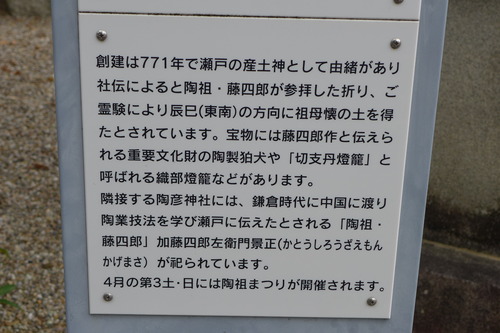 創建は771年で瀬戸の産土神として由緒があり
社伝によると陶祖・藤四郎が参拝した折り、ご
霊験により辰巳(東南)の方向に祖母懐の土を得
たとされています。宝物には藤四郎作と伝えら
れる重要文化財の陶製狛犬や「切支丹燈籠」と
呼ばれる織部燈籠などがあります。
隣接する陶彦神社には、鎌倉時代に中国に渡り
陶業技法を学び瀬戸に伝えたとされる「陶祖・
藤四郎」加藤四郎左衛門景正(かとうしろうざえもん
かげまさ）が祀られています。
4月の第3土・日には陶祖まつりが開催されます。